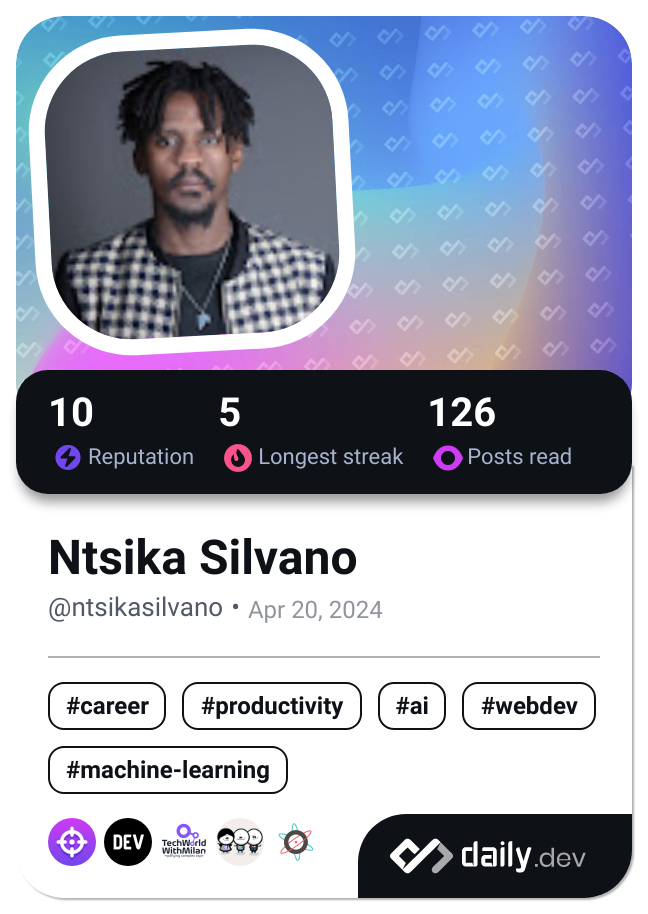 10 5 126
Reputation Longest streak Posts read
Ntsika Silvano
@ntsikasilvano • Apr 20, 2024
#career #productivity #ai #webdev
#machine-learning
DEV
TechWorld
WithMilan
daily.dev